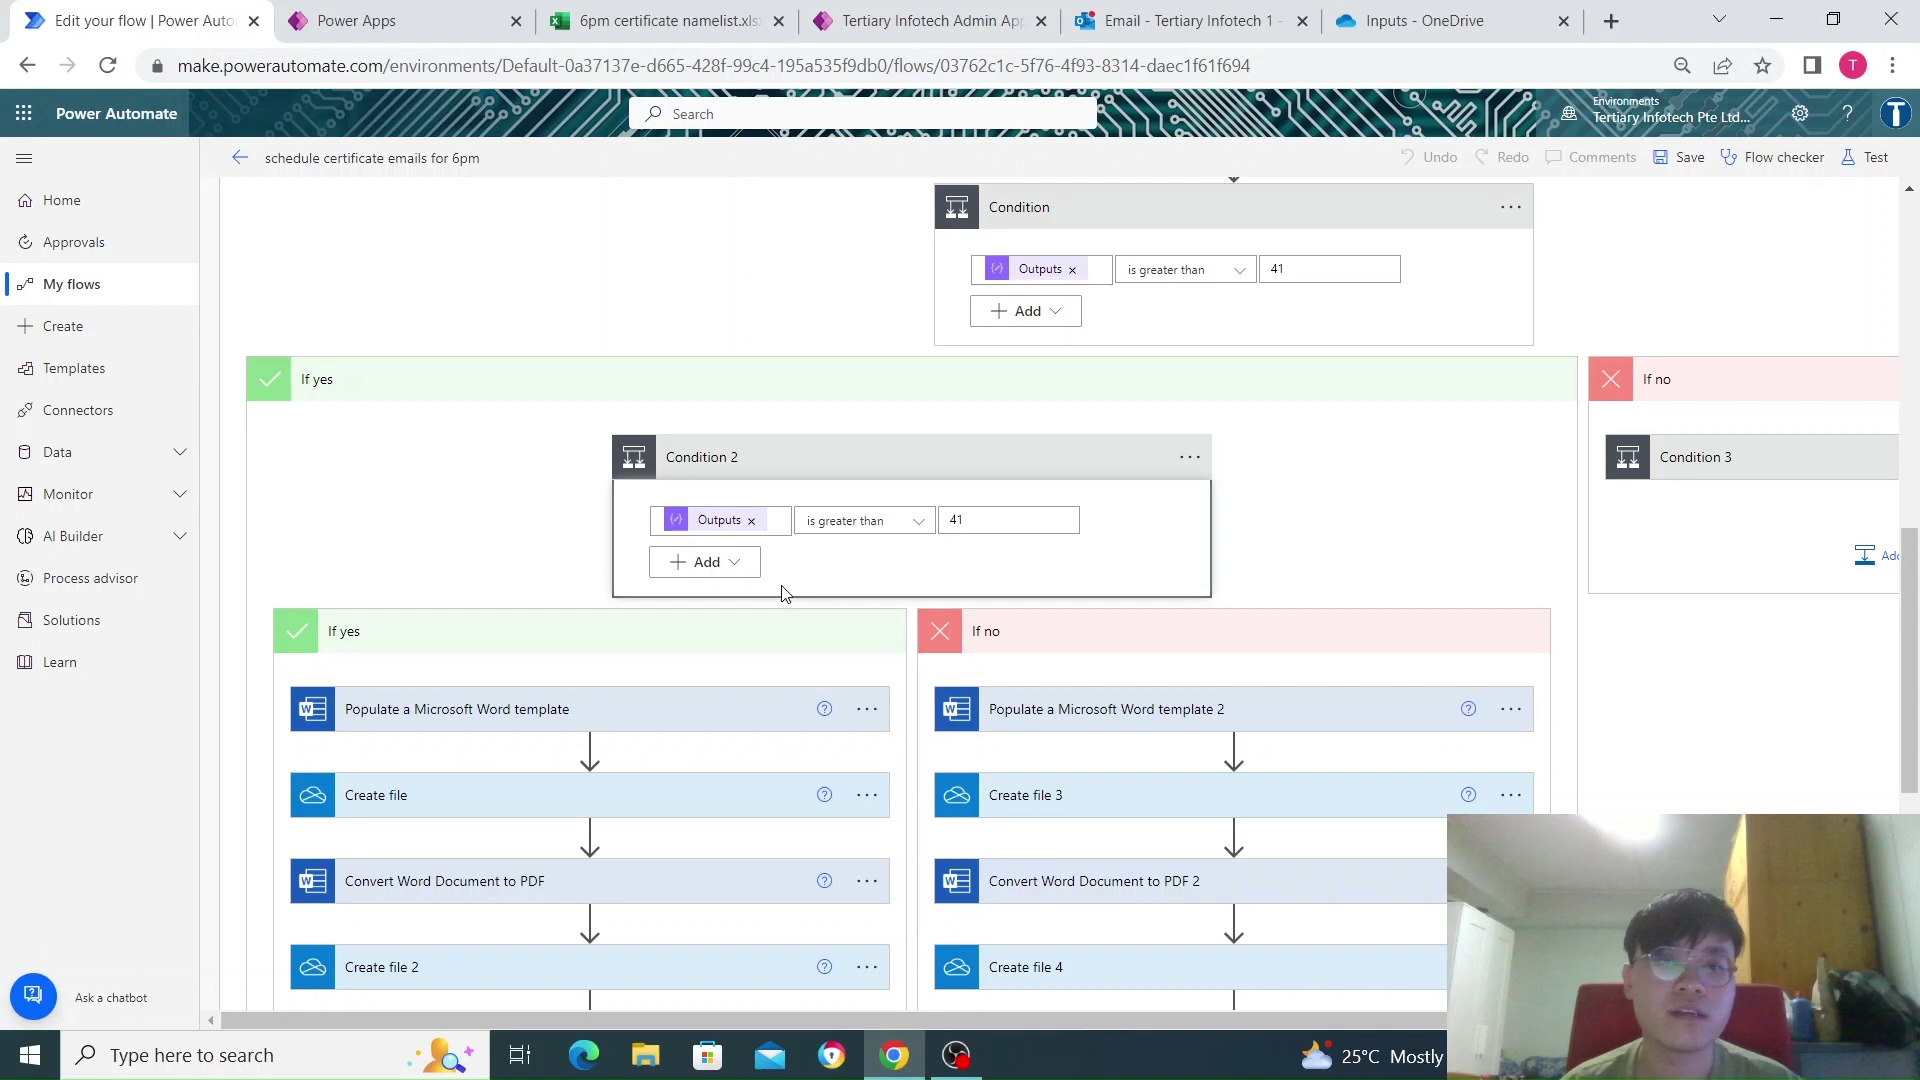 Edit your flow | Power Auto
Power Apps
6pm certificate namelist.xls
Tertiary Infotech Admin Ap
Email - Tertiary Infotech 1 -
Inputs - OneDrive
make.powerautomate.com/environments/Default-0a37137e-d665-428f-99c4-195a535f9db0/flows/03762c1c-5f76-4f93-8314-daec1f61f694
T
Power Automate
Search
Environments
Tertiary Infotech Pte Ltd...
T
schedule certificate emails for 6pm
Undo
Redo
Comments
Save
Flow checker
Test
Home
Approvals
My flows
Create
Templates
Connectors
Data
Monitor
AI Builder
Process advisor
Solutions
Learn
Ask a chatbot
Condition
Outputs
is greater than
41
Add
If yes
If no
Condition 2
Condition 3
Outputs
is greater than
41
Add
Add
If yes
If no
Populate a Microsoft Word template
Populate a Microsoft Word template 2
Create file
Create file 3
Convert Word Document to PDF
Convert Word Document to PDF 2
Create file 2
Create file 4
Type here to search
25°C Mostly